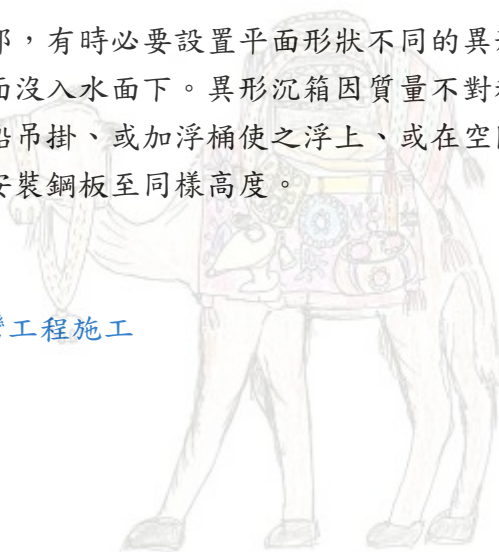 部，有時必要設置平面形狀不同的異
面沒入水面下。異形沉箱因質量不對
船吊掛、或加浮桶使之浮上、或在空
安裝鋼板至同樣高度。
工程施工